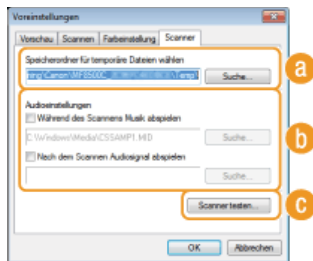 Voreinstellungen
Vorschau Scannen Farbeinstellung Scanner
Speicherordner für temporäre Dateien wählen
Suche...
a
Audioeinstellungen
Während des Scannens Musik abspielen
C:\Windows\Media\CSSAMP1.MID Suche...
b
Nach dem Scannen Audiosignal abspielen
Suche...
Scanner testen...
c
OK Abbrechen